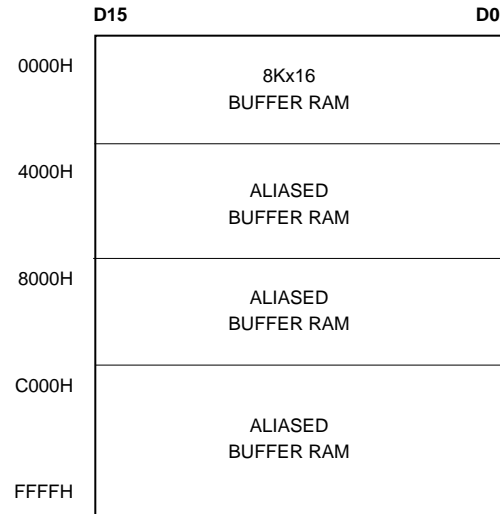 D15 D0
0000H
8Kx16
BUFFER RAM
4000H
ALIASED
BUFFER RAM
8000H
ALIASED
BUFFER RAM
C000H
ALIASED
BUFFER RAM
FFFFH